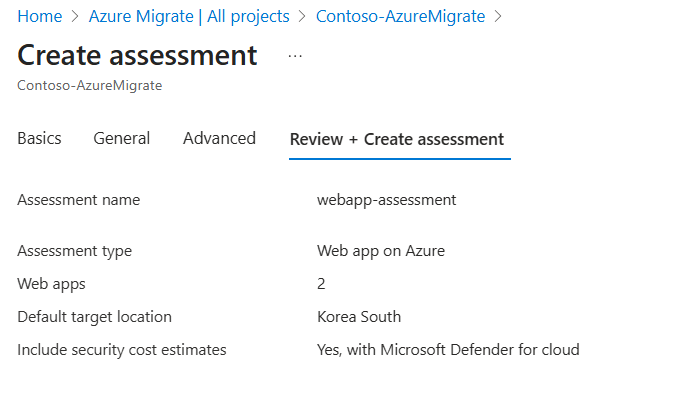 Home > Azure Migrate | All projects > Contoso-AzureMigrate >
Create assessment ...
Contoso-AzureMigrate
Basics General Advanced Review + Create assessment
Assessment name webapp-assessment
Assessment type Web app on Azure
Web apps 2
Default target location Korea South
Include security cost estimates Yes, with Microsoft Defender for cloud